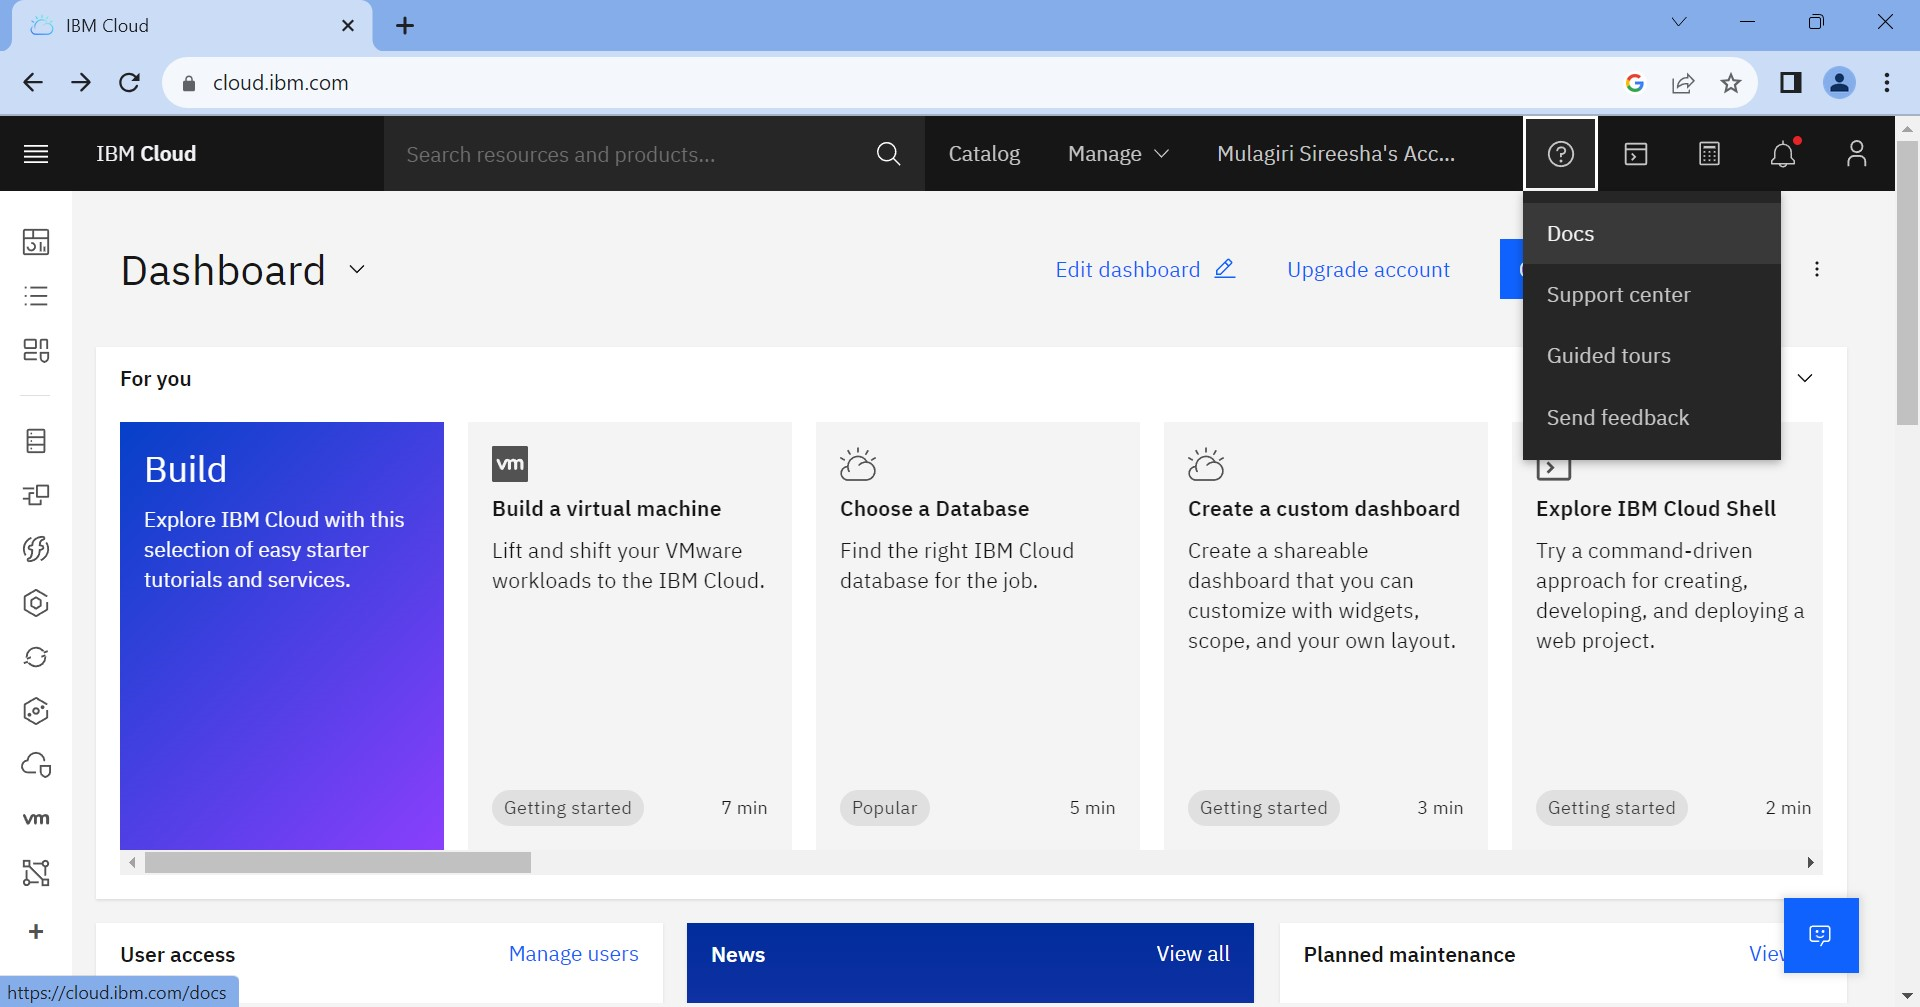 IBM Cloud
cloud.ibm.com
IBM Cloud
Search resources and products...
Catalog
Manage
Mulagiri Sireesha's Acc...
Docs
Support center
Guided tours
Send feedback
Dashboard
Edit dashboard
Upgrade account
For you
Build
Explore IBM Cloud with this
selection of easy starter
tutorials and services.
vm
Build a virtual machine
Lift and shift your VMware
workloads to the IBM Cloud.
Getting started
7 min
Choose a Database
Find the right IBM Cloud
database for the job.
Popular
5 min
Create a custom dashboard
Create a shareable
dashboard that you can
customize with widgets,
scope, and your own layout.
Getting started
3 min
Explore IBM Cloud Shell
Try a command-driven
approach for creating,
developing, and deploying a
web project.
Getting started
2 min
vm
User access
Manage users
News
View all
Planned maintenance
https://cloud.ibm.com/docs